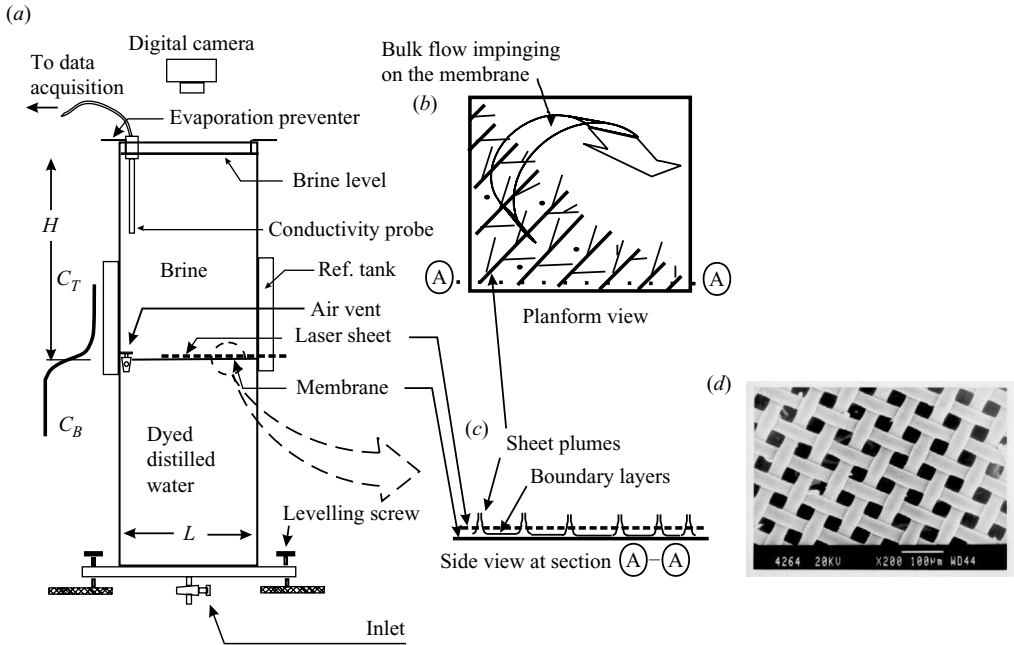 (a)
Digital camera
To data
acquisition
Evaporation preventer
Brine level
H
Conductivity probe
C_T
Brine
Ref. tank
Air vent
Laser sheet
Membrane
C_B
Dyed
distilled
water
L
Levelling screw
Inlet
Bulk flow impinging
on the membrane
(b)
A
A
Planform view
(c)
Sheet plumes
Boundary layers
Side view at section A–A
(d)
4264 20KV X200 100μm WD44